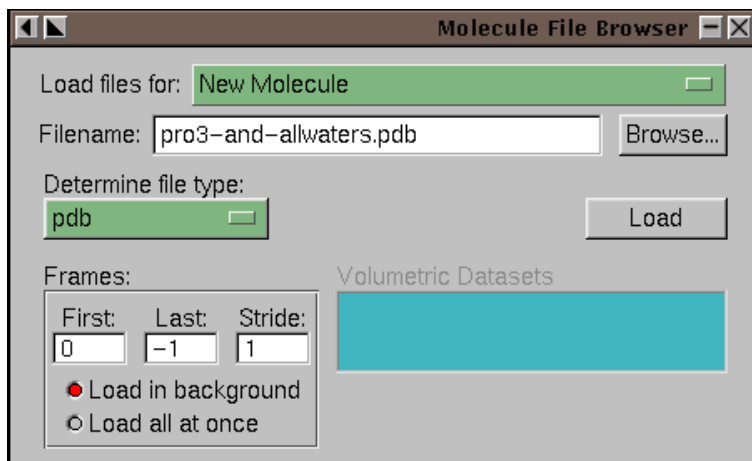 Molecule File Browser
Load files for: New Molecule
Filename: pro3-and-allwaters.pdb Browse...
Determine file type:
pdb Load
Frames: Volumetric Datasets
First: Last: Stride:
0 -1 1
Load in background
Load all at once